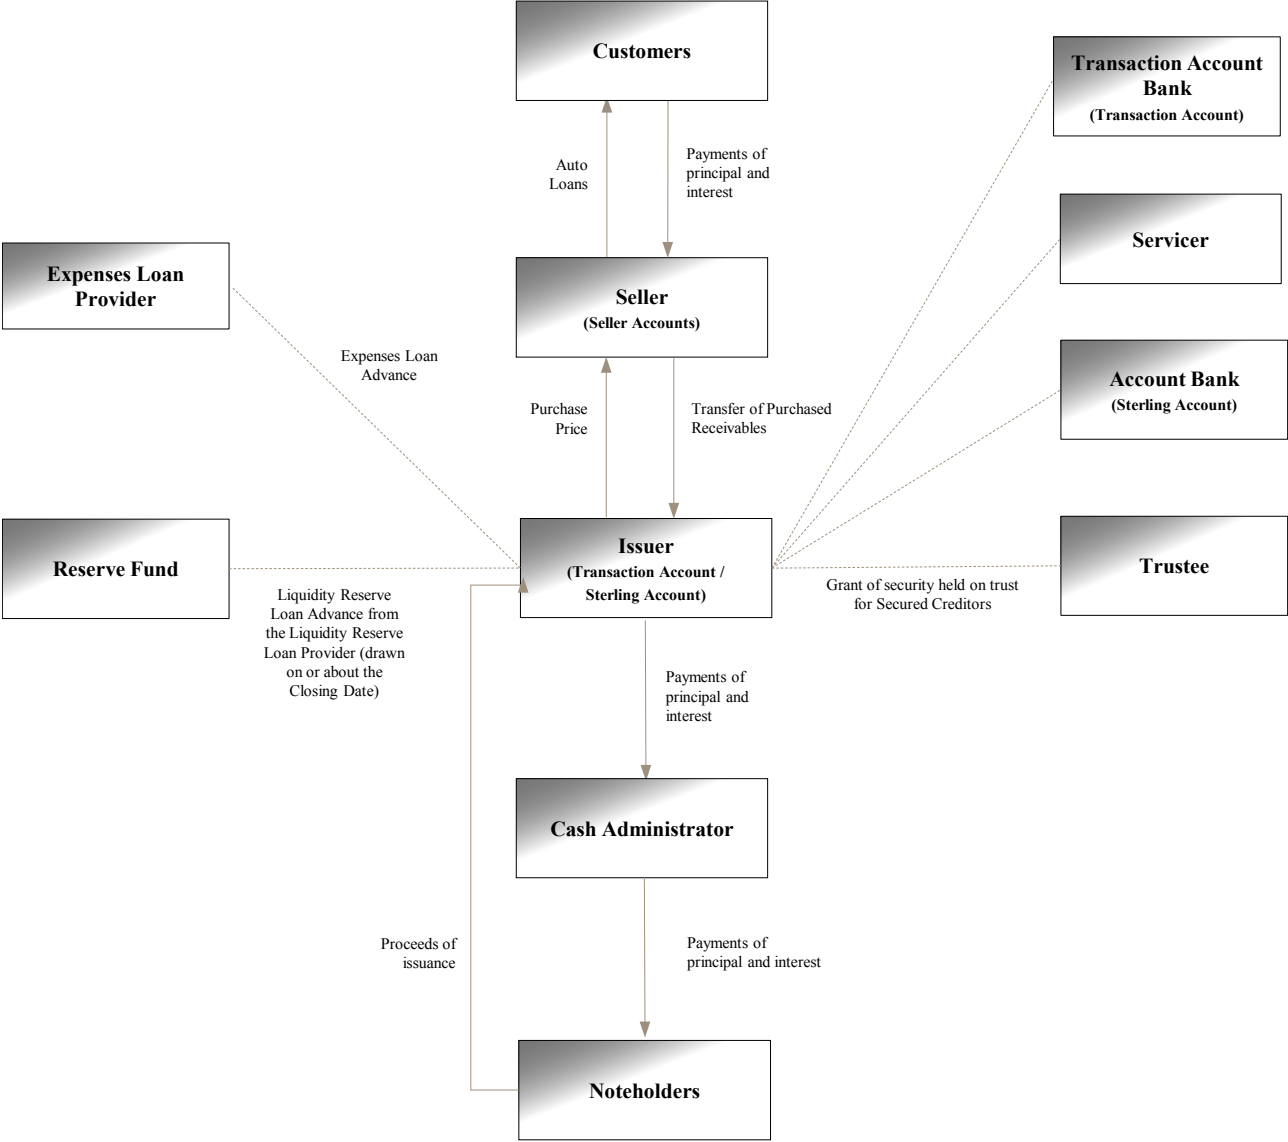 Customers
Transaction Account
Bank
(Transaction Account)
Auto
Loans
Payments of
principal and
interest
Servicer
Expenses Loan
Provider
Seller
(Seller Accounts)
Expenses Loan
Advance
Account Bank
(Sterling Account)
Purchase
Price
Transfer of Purchased
Receivables
Reserve Fund
Issuer
(Transaction Account /
Sterling Account)
Trustee
Liquidity Reserve
Loan Advance from
the Liquidity Reserve
Loan Provider (drawn
on or about the
Closing Date)
Grant of security held on trust
for Secured Creditors
Payments of
principal and
interest
Cash Administrator
Proceeds of
issuance
Payments of
principal and interest
Noteholders